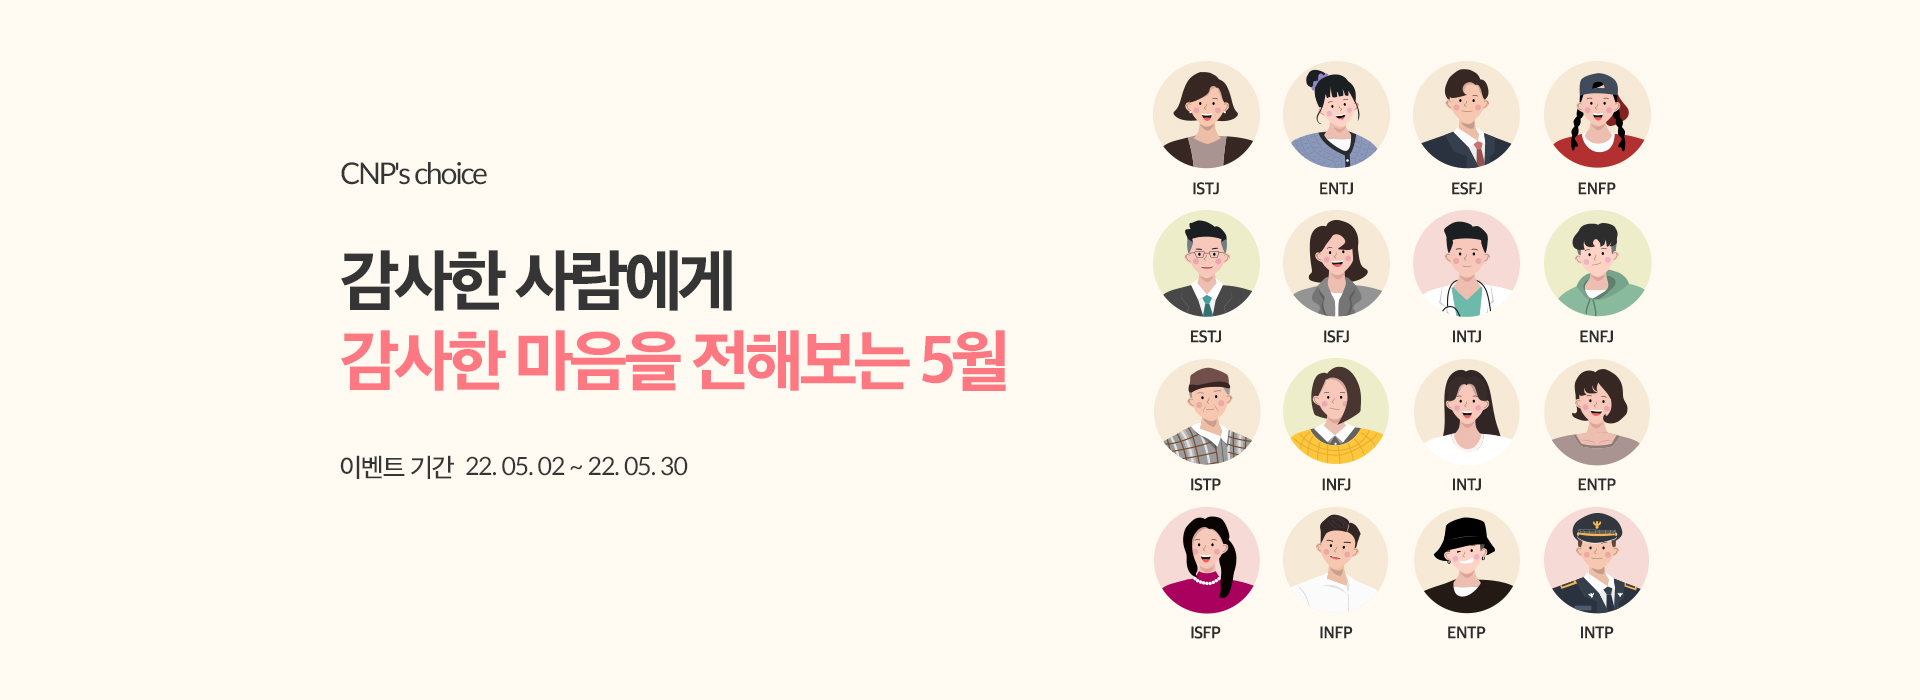 CNP's choice
감사한 사람에게
감사한 마음을 전해보는 5월
이벤트 기간 22. 05. 02 ~ 22. 05. 30
ISTJ ENTJ ESFJ ENFP
ESTJ ISFJ INTJ ENFJ
ISTP INFJ INTJ ENTP
ISFP INFP ENTP INTP